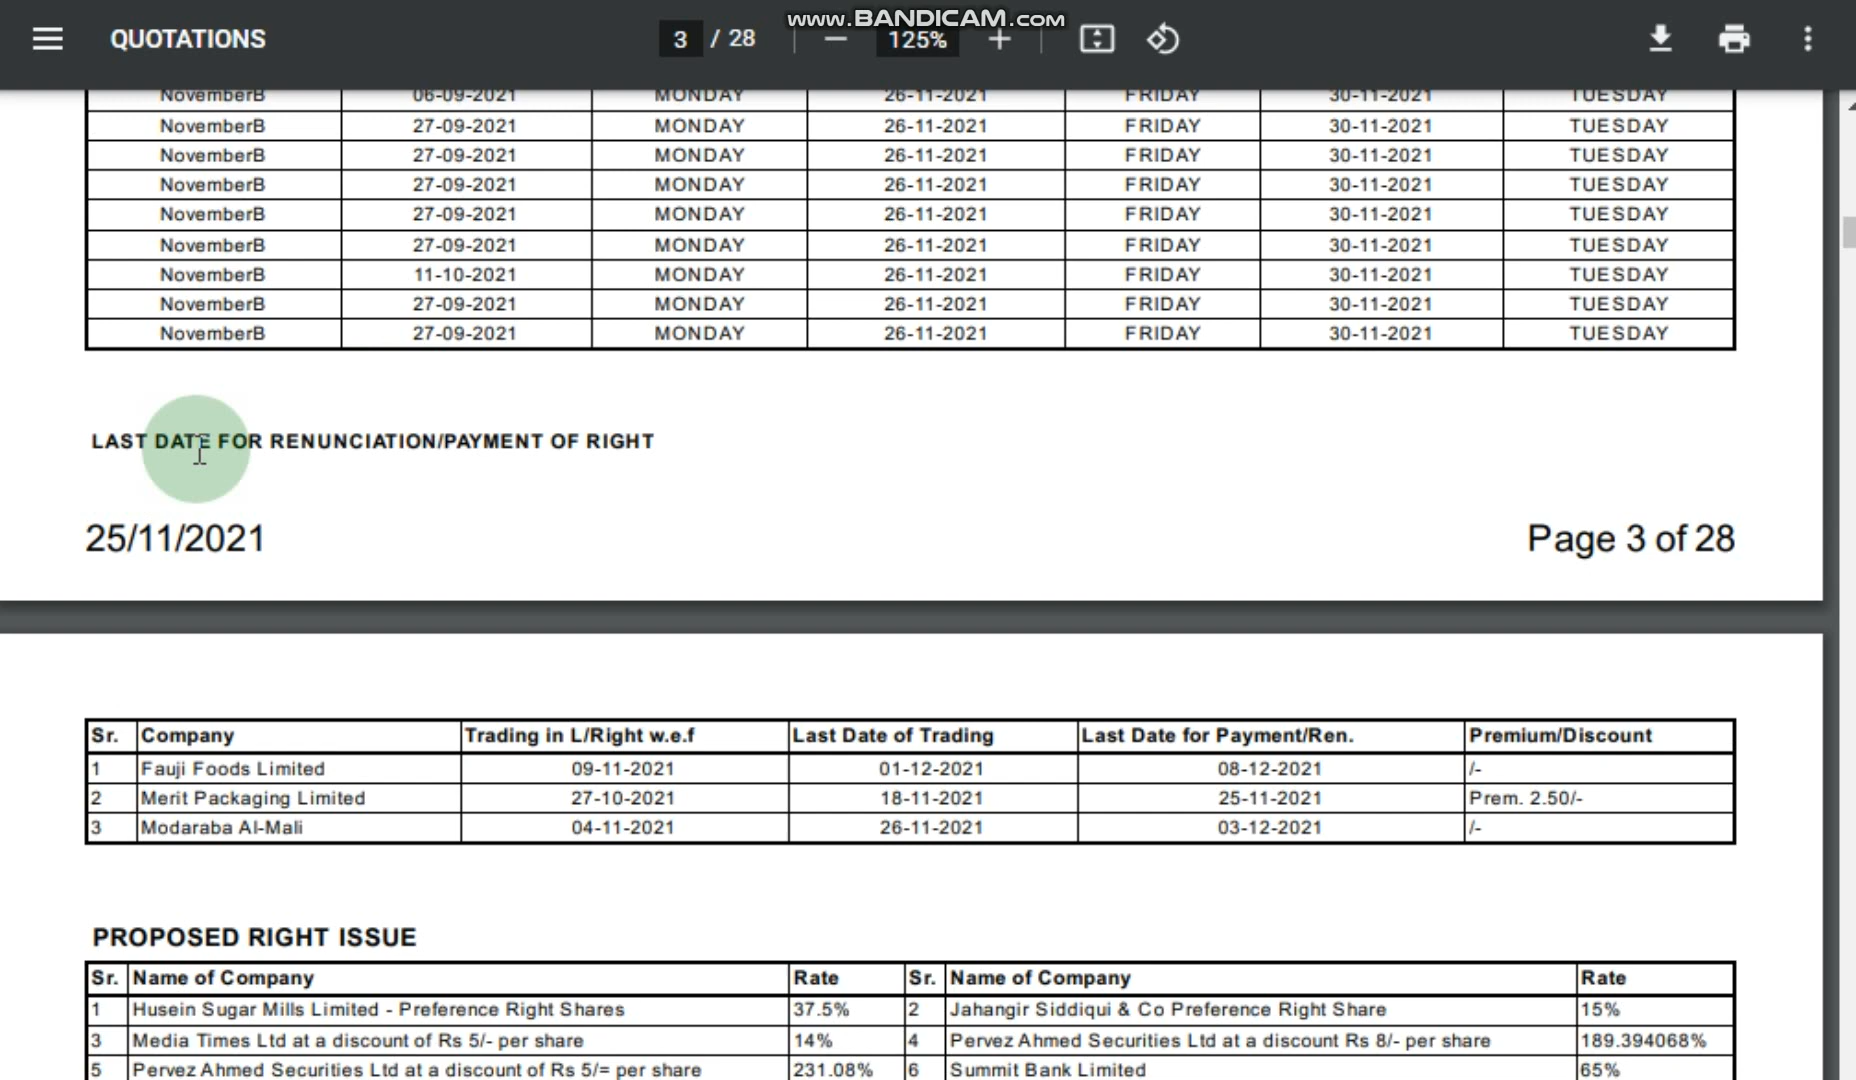 www.BANDICAM.com
QUOTATIONS 3 / 28 125%
NovemberB 06-09-2021 MONDAY 26-11-2021 FRIDAY 30-11-2021 TUESDAY
NovemberB 27-09-2021 MONDAY 26-11-2021 FRIDAY 30-11-2021 TUESDAY
NovemberB 27-09-2021 MONDAY 26-11-2021 FRIDAY 30-11-2021 TUESDAY
NovemberB 27-09-2021 MONDAY 26-11-2021 FRIDAY 30-11-2021 TUESDAY
NovemberB 27-09-2021 MONDAY 26-11-2021 FRIDAY 30-11-2021 TUESDAY
NovemberB 27-09-2021 MONDAY 26-11-2021 FRIDAY 30-11-2021 TUESDAY
NovemberB 11-10-2021 MONDAY 26-11-2021 FRIDAY 30-11-2021 TUESDAY
NovemberB 27-09-2021 MONDAY 26-11-2021 FRIDAY 30-11-2021 TUESDAY
NovemberB 27-09-2021 MONDAY 26-11-2021 FRIDAY 30-11-2021 TUESDAY
LAST DATE FOR RENUNCIATION/PAYMENT OF RIGHT
25/11/2021 Page 3 of 28
Sr. Company Trading in L/Right w.e.f Last Date of Trading Last Date for Payment/Ren. Premium/Discount
1 Fauji Foods Limited 09-11-2021 01-12-2021 08-12-2021 /-
2 Merit Packaging Limited 27-10-2021 18-11-2021 25-11-2021 Prem. 2.50/-
3 Modaraba Al-Mali 04-11-2021 26-11-2021 03-12-2021 /-
PROPOSED RIGHT ISSUE
Sr. Name of Company Rate Sr. Name of Company Rate
1 Husein Sugar Mills Limited - Preference Right Shares 37.5% 2 Jahangir Siddiqui & Co Preference Right Share 15%
3 Media Times Ltd at a discount of Rs 5/- per share 14% 4 Pervez Ahmed Securities Ltd at a discount Rs 8/- per share 189.394068%
5 Pervez Ahmed Securities Ltd at a discount of Rs 5/= per share 231.08% 6 Summit Bank Limited 65%